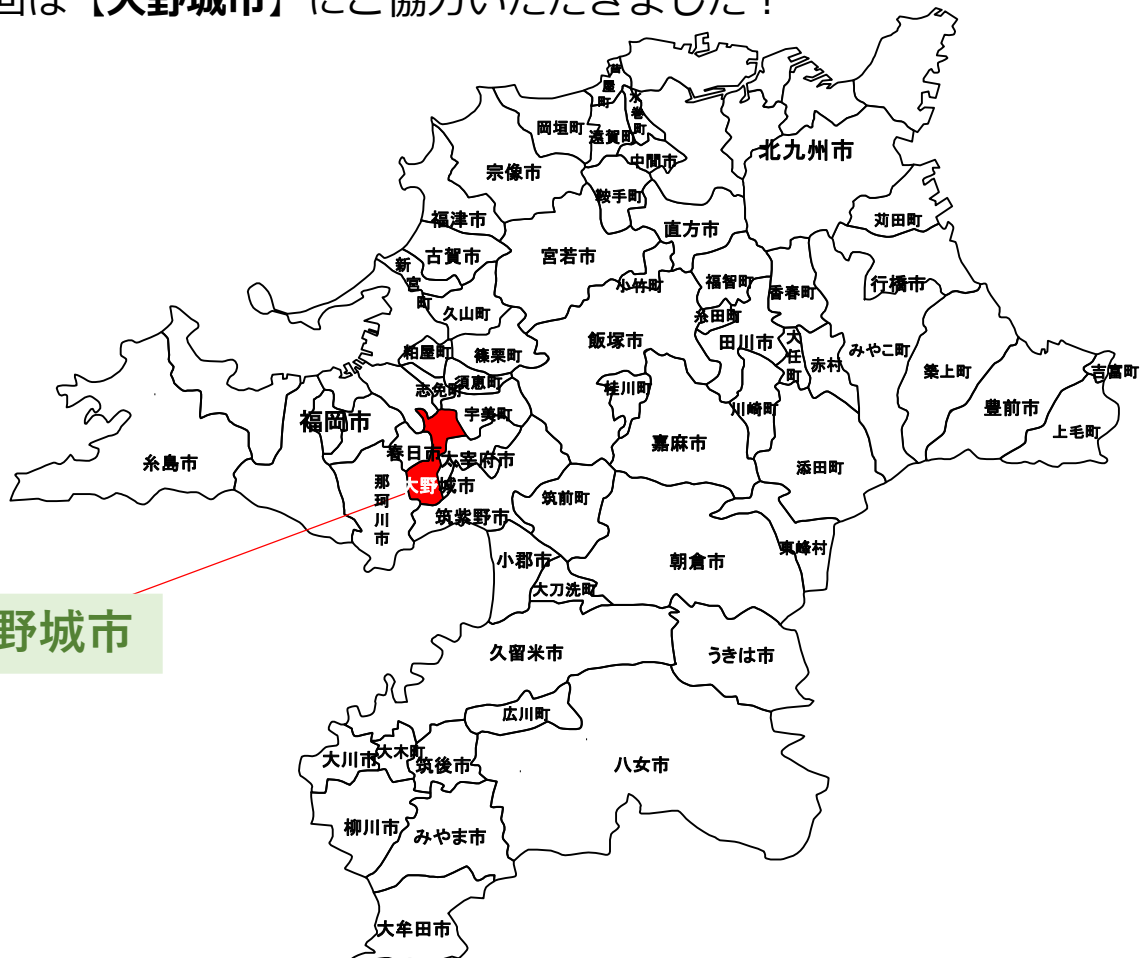 回は【大野城市】にご協力いただきました！
芦屋町
水巻町
岡垣町
遠賀町
中間市
北九州市
宗像市
鞍手町
福津市
直方市
苅田町
古賀市
宮若市
新宮町
小竹町
福智町
香春町
行橋市
久山町
糸田町
飯塚市
田川市
大任町
みやこ町
粕屋町
篠栗町
赤村
築上町
吉富町
須恵町
志免町
桂川町
宇美町
川崎町
豊前市
福岡市
上毛町
春日市
太宰府市
嘉麻市
糸島市
添田町
大野城市
那珂川市
筑前町
筑紫野市
東峰村
小郡市
朝倉市
大刀洗町
野城市
久留米市
うきは市
広川町
大川市
大木町
筑後市
八女市
柳川市
みやま市
大牟田市